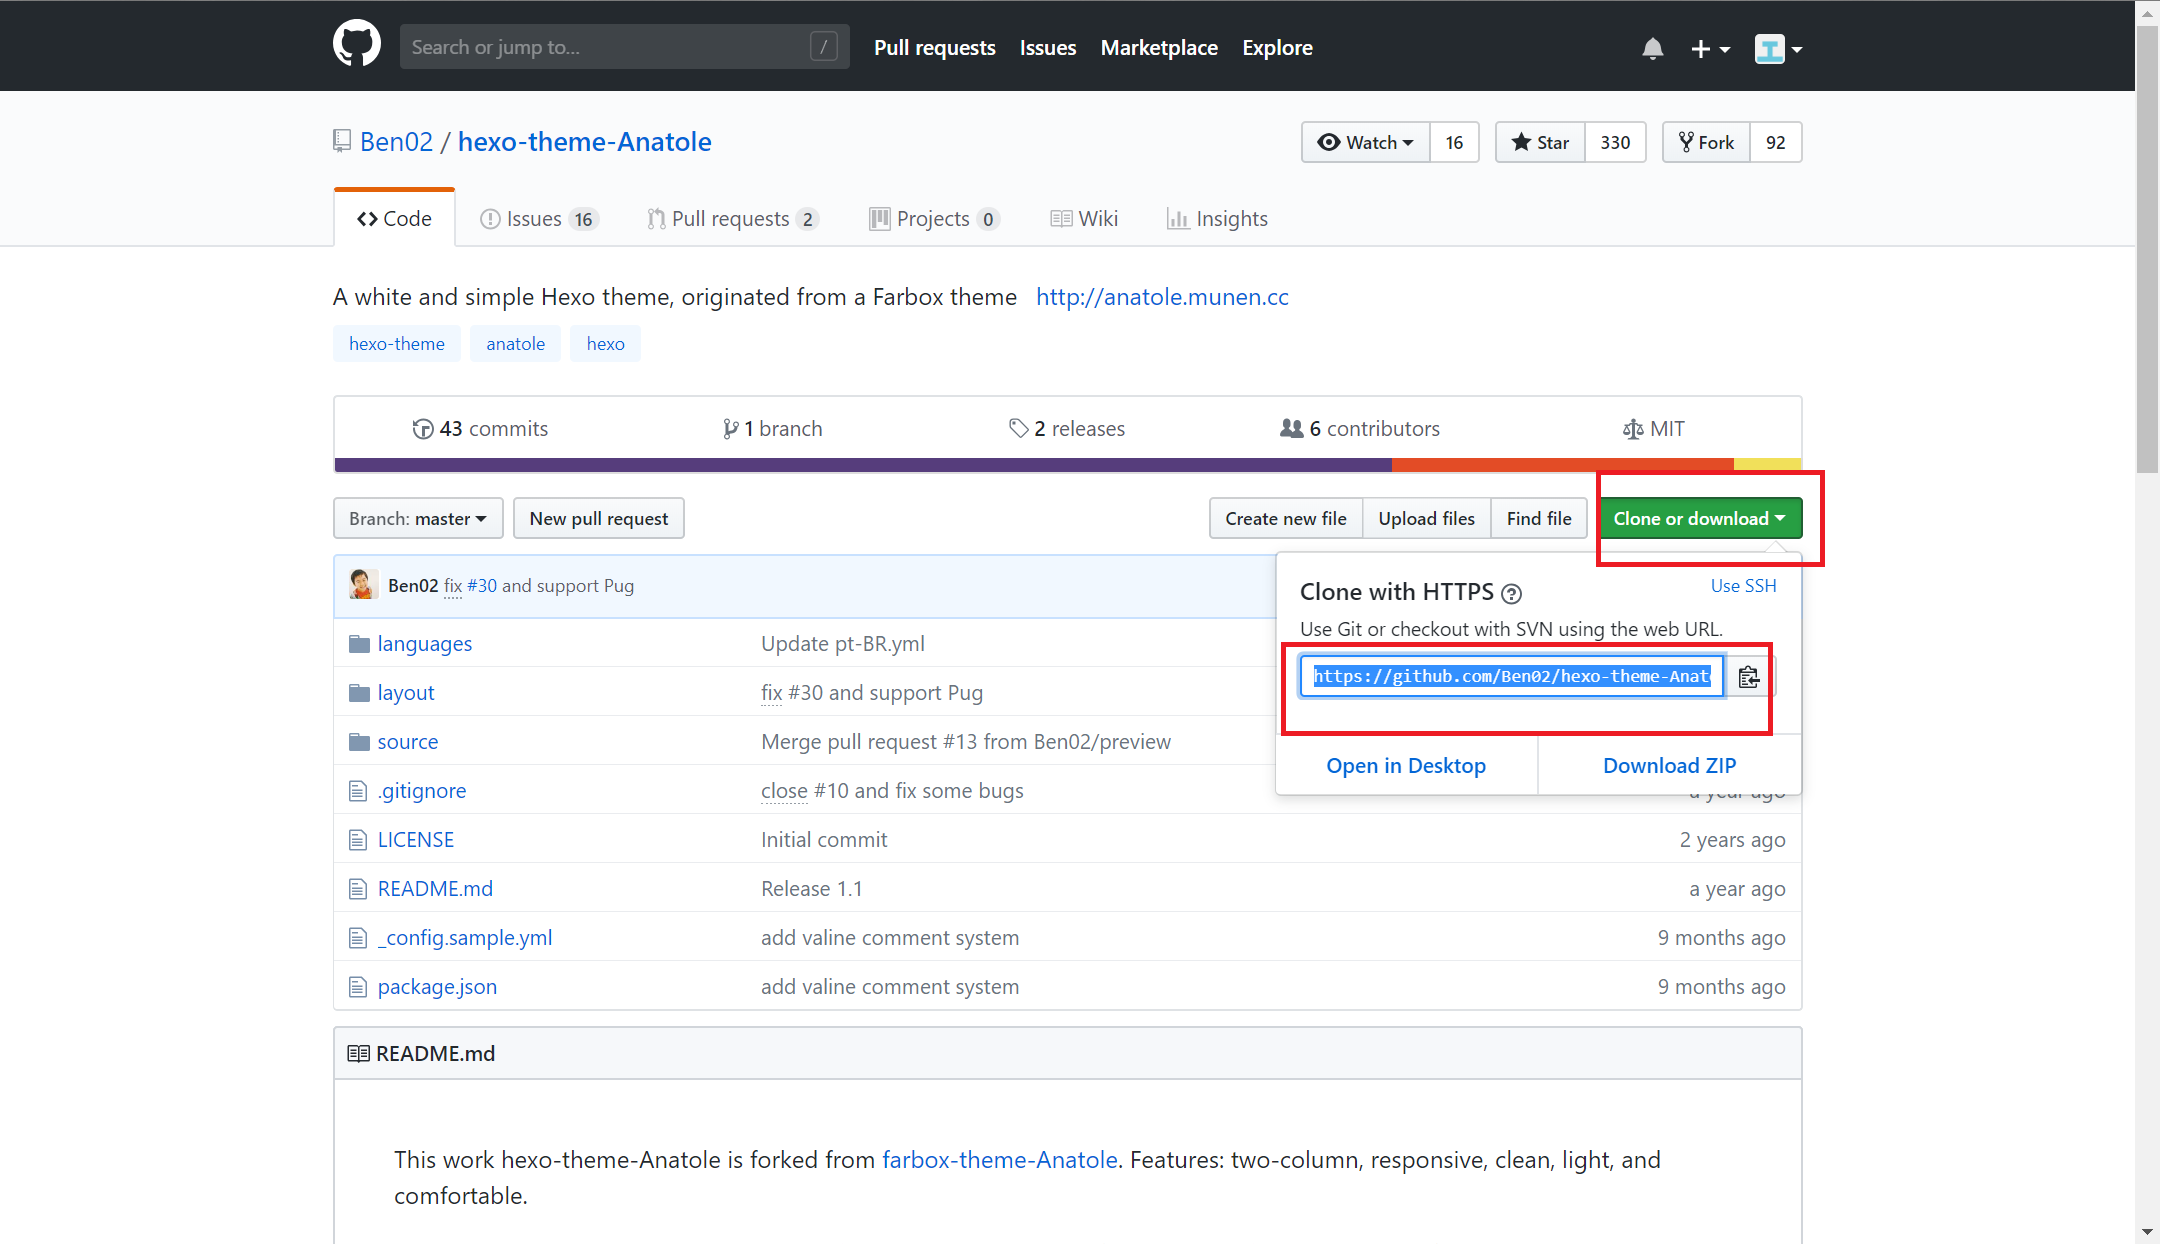 Search or jump to... /
Pull requests Issues Marketplace Explore
Ben02 / hexo-theme-Anatole
Watch 16 Star 330 Fork 92
Code Issues 16 Pull requests 2 Projects 0 Wiki Insights
A white and simple Hexo theme, originated from a Farbox theme http://anatole.munen.cc
hexo-theme anatole hexo
43 commits 1 branch 2 releases 6 contributors MIT
Branch: master New pull request Create new file Upload files Find file Clone or download
Ben02 fix #30 and support Pug
Clone with HTTPS ? Use SSH
Use Git or checkout with SVN using the web URL.
https://github.com/Ben02/hexo-theme-Anat
Open in Desktop Download ZIP
languages Update pt-BR.yml
layout fix #30 and support Pug
source Merge pull request #13 from Ben02/preview
.gitignore close #10 and fix some bugs a year ago
LICENSE Initial commit 2 years ago
README.md Release 1.1 a year ago
_config.sample.yml add valine comment system 9 months ago
package.json add valine comment system 9 months ago
README.md
This work hexo-theme-Anatole is forked from farbox-theme-Anatole. Features: two-column, responsive, clean, light, and
comfortable.